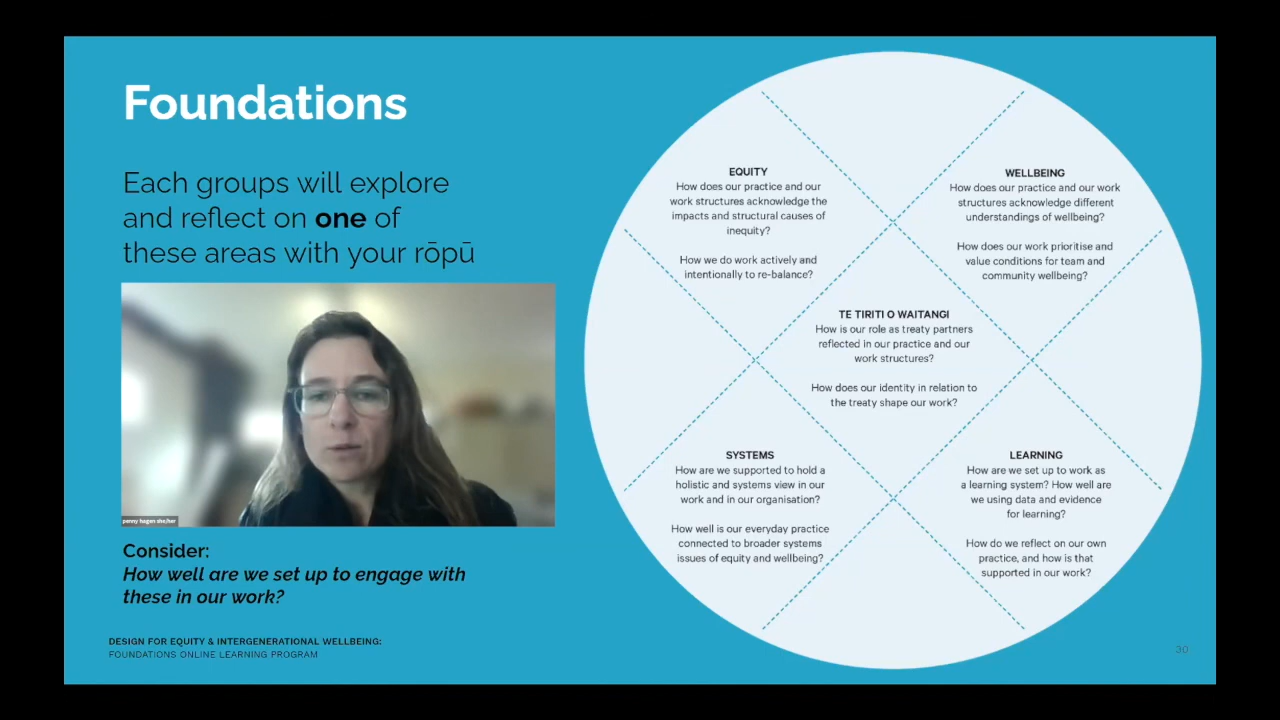 Foundations
Each groups will explore
and reflect on one of
these areas with your rōpū
penny hagen she/her
Consider:
How well are we set up to engage with
these in our work?
DESIGN FOR EQUITY & INTERGENERATIONAL WELLBEING:
FOUNDATIONS ONLINE LEARNING PROGRAM
EQUITY
How does our practice and our
work structures acknowledge the
impacts and structural causes of
inequity?
How we do work actively and
intentionally to re-balance?
WELLBEING
How does our practice and our work
structures acknowledge different
understandings of wellbeing?
How does our work prioritise and
value conditions for team and
community wellbeing?
TE TIRITI O WAITANGI
How is our role as treaty partners
reflected in our practice and our
work structures?
How does our identity in relation to
the treaty shape our work?
SYSTEMS
How are we supported to hold a
holistic and systems view in our
work and in our organisation?
How well is our everyday practice
connected to broader systems
issues of equity and wellbeing?
LEARNING
How are we set up to work as
a learning system? How well are
we using data and evidence
for learning?
How do we reflect on our own
practice, and how is that
supported in our work?
30